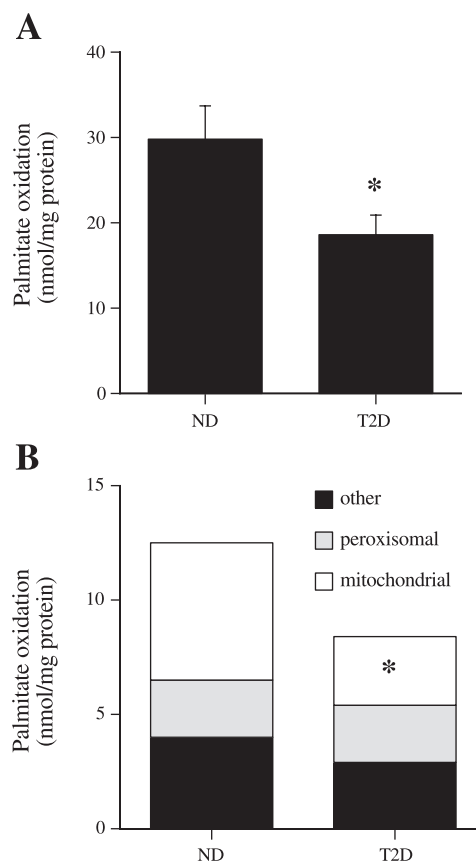 A
40
30
20
10
0
Palmitate oxidation
(nmol/mg protein)
*
ND
T2D
B
15
10
5
0
Palmitate oxidation
(nmol/mg protein)
other
peroxisomal
mitochondrial
*
ND
T2D